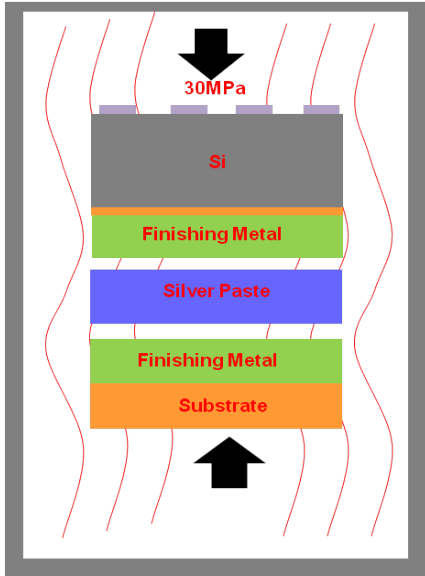 30MPa
Si
Finishing Metal
Silver Paste
Finishing Metal
Substrate